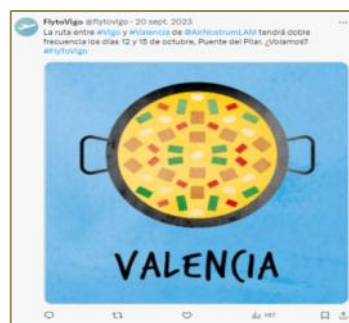 FlytoVigo @flytovigo · 20 sept. 2023
La ruta entre #Vigo y #Valencia de @AirNostrumLAM tendrá doble
frecuencia los días 12 y 15 de octubre, Puente del Pilar. ¿Volamos?
#FlyToVigo
VALENCIA